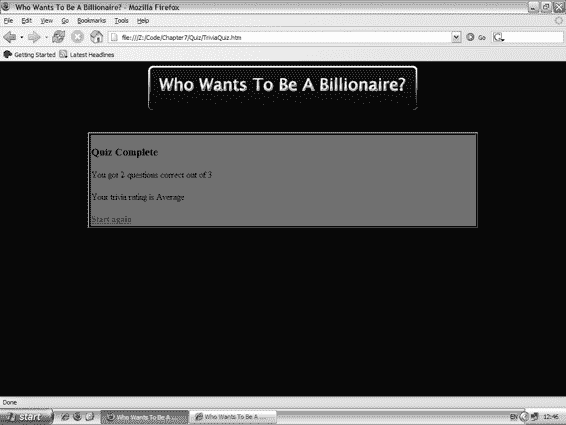 Who Wants To Be A Billionaire? - Mozilla Firefox
File Edit View Go Bookmarks Tools Help
file:///Z:/Code/Chapter7/Quiz/TriviaQuiz.htm Go
Getting Started Latest Headlines
Who Wants To Be A Billionaire?
Quiz Complete
You got 2 questions correct out of 3
Your trivia rating is Average
Start again
Done
start Who Wants To Be A ... Who Wants To Be A ... EN 12:46